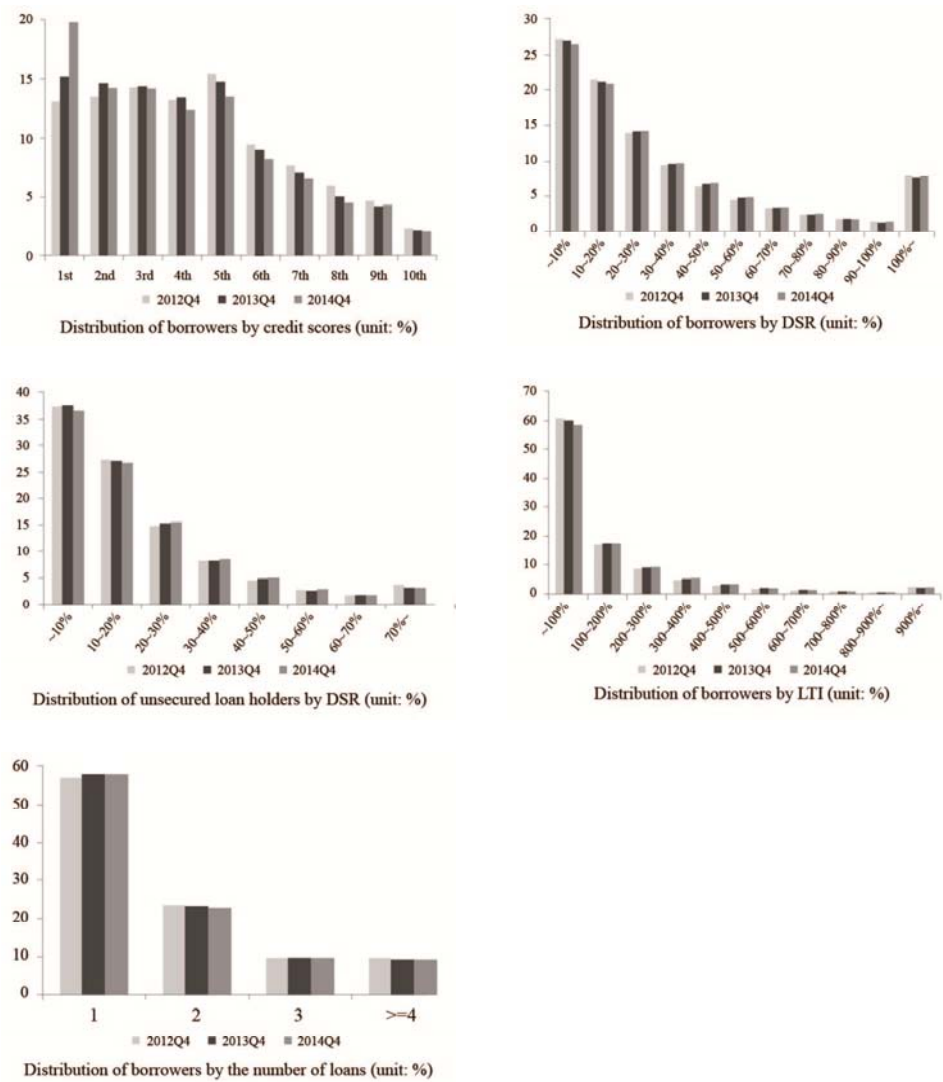 20
15
10
5
0
1st 2nd 3rd 4th 5th 6th 7th 8th 9th 10th
2012Q4 2013Q4 2014Q4
Distribution of borrowers by credit scores (unit: %)
30
25
20
15
10
5
0
~10% 10~20% 20~30% 30~40% 40~50% 50~60% 60~70% 70~80% 80~90% 90~100% 100%~
2012Q4 2013Q4 2014Q4
Distribution of borrowers by DSR (unit: %)
40
35
30
25
20
15
10
5
0
~10% 10~20% 20~30% 30~40% 40~50% 50~60% 60~70% 70%~
2012Q4 2013Q4 2014Q4
Distribution of unsecured loan holders by DSR (unit: %)
70
60
50
40
30
20
10
0
~100% 100~200% 200~300% 300~400% 400~500% 500~600% 600~700% 700~800% 800~900%~ 900%~
2012Q4 2013Q4 2014Q4
Distribution of borrowers by LTI (unit: %)
60
50
40
30
20
10
0
1 2 3 >=4
2012Q4 2013Q4 2014Q4
Distribution of borrowers by the number of loans (unit: %)